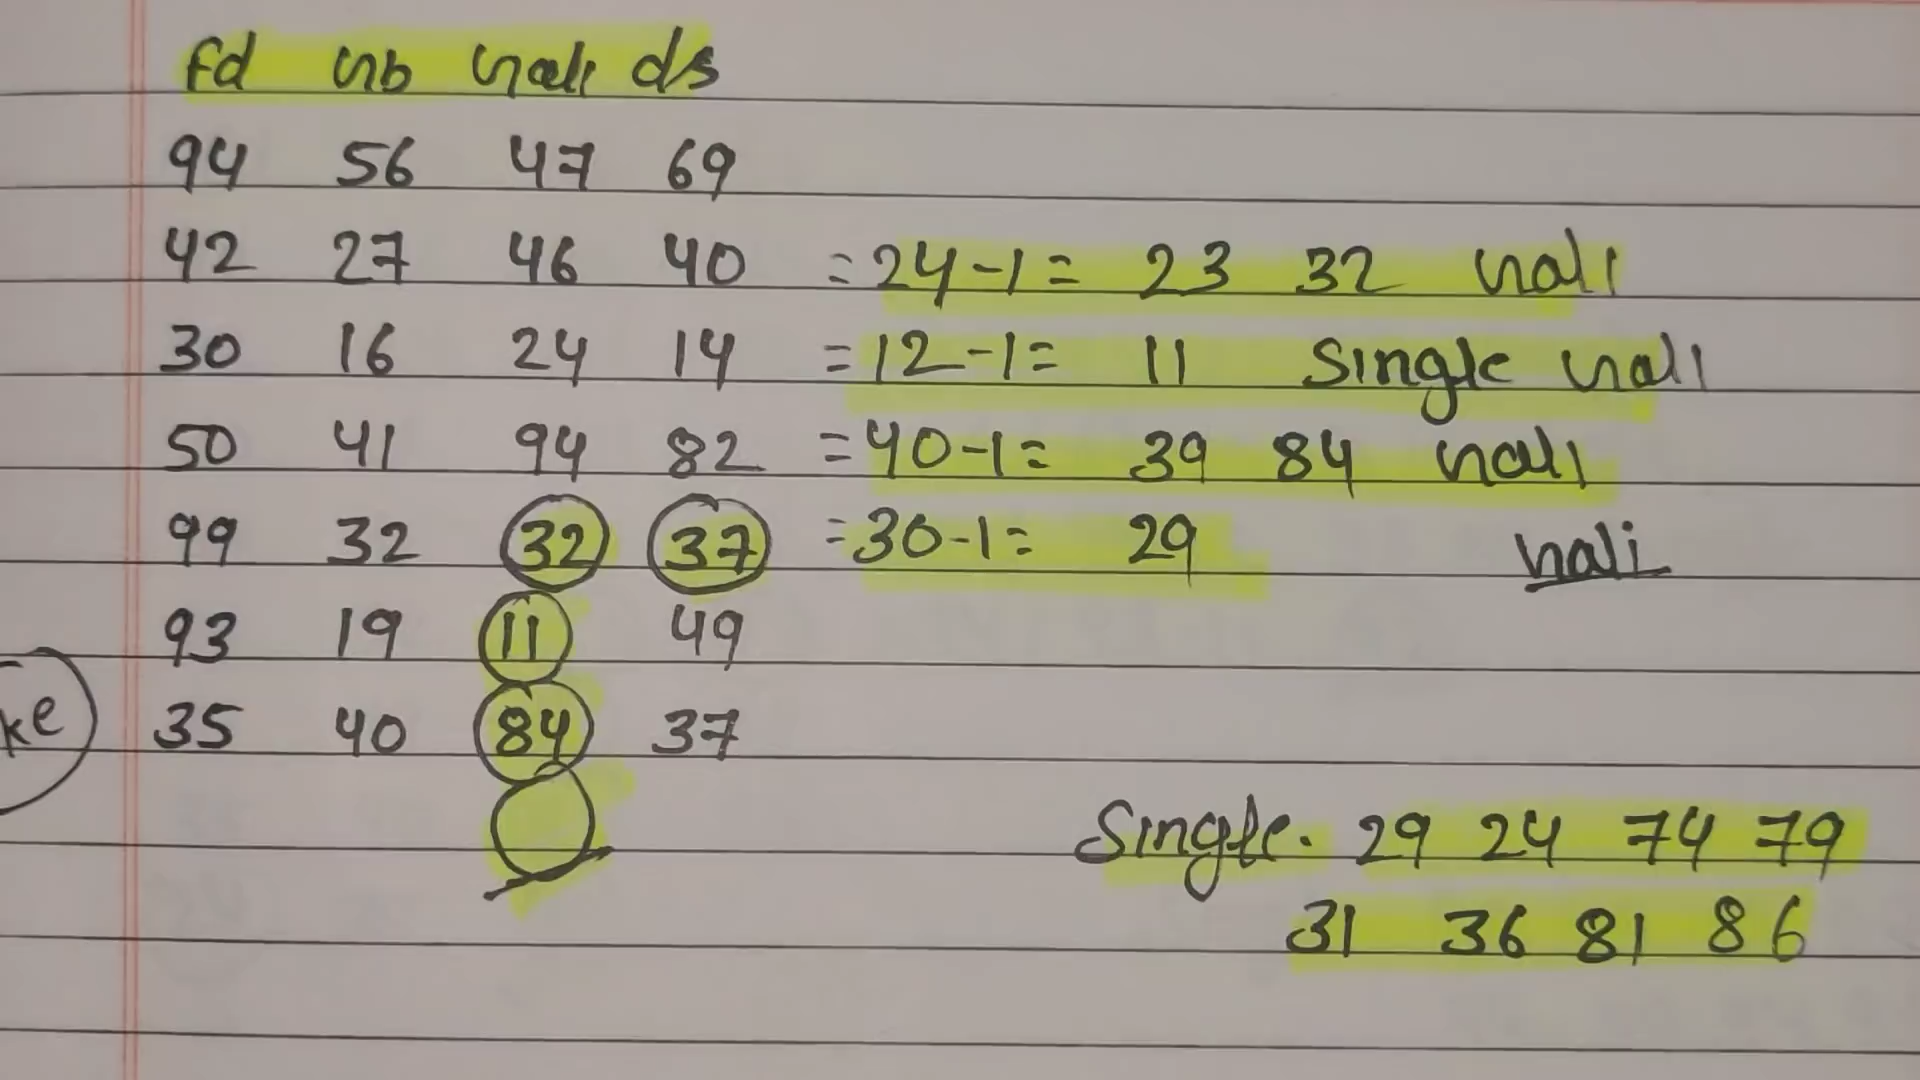 fd gb gali ds
94 56 47 69
42 27 46 40 =24-1= 23 32 gali
30 16 24 14 =12-1= 11 Single gali
50 41 94 82 =40-1= 39 84 gali
99 32 32 37 =30-1= 29 gali
93 19 11 49
ke 35 40 84 37
Single. 29 24 74 79
31 36 81 86